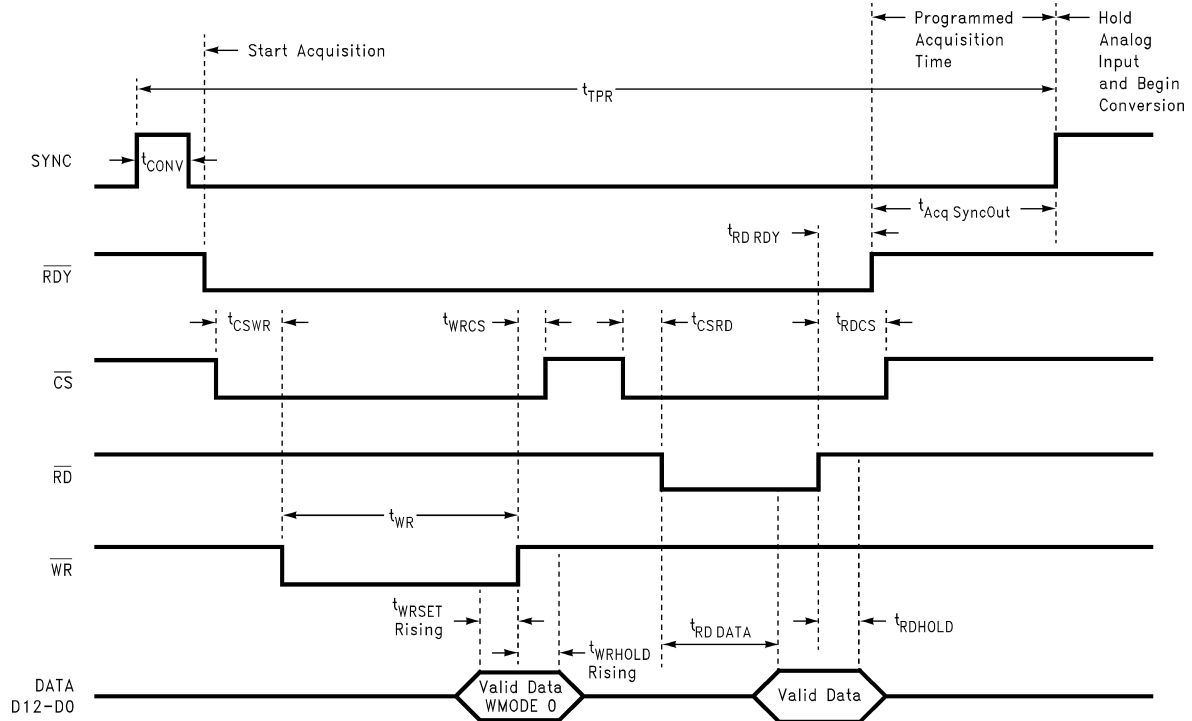 Start Acquisition
Programmed
Acquisition
Time
Hold
Analog
Input
and Begin
Conversion
tTPR
SYNC
tCONV
tAcq SyncOut
tRD RDY
RDY
tCSWR
tWRCS
tCSRD
tRDCS
CS
RD
tWR
WR
tWRSET
Rising
tWRHOLD
Rising
tRD DATA
tRDHOLD
DATA
D12-D0
Valid Data
WMODE 0
Valid Data